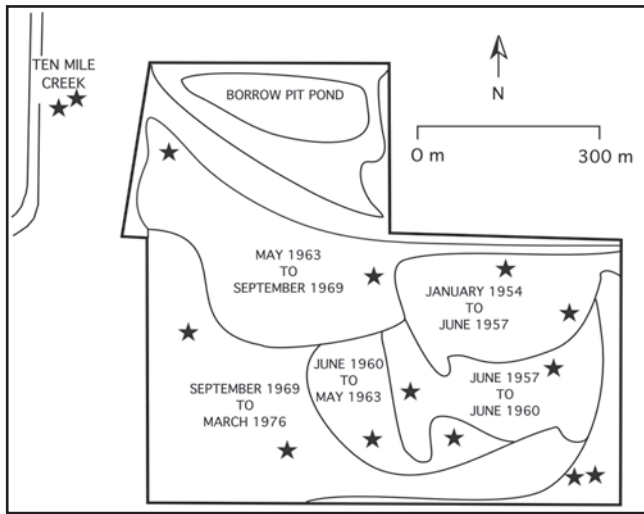 TEN MILE
CREEK
BORROW PIT POND
N
0 m
300 m
MAY 1963
TO
SEPTEMBER 1969
JANUARY 1954
TO
JUNE 1957
JUNE 1960
TO
MAY 1963
JUNE 1957
TO
JUNE 1960
SEPTEMBER 1969
TO
MARCH 1976